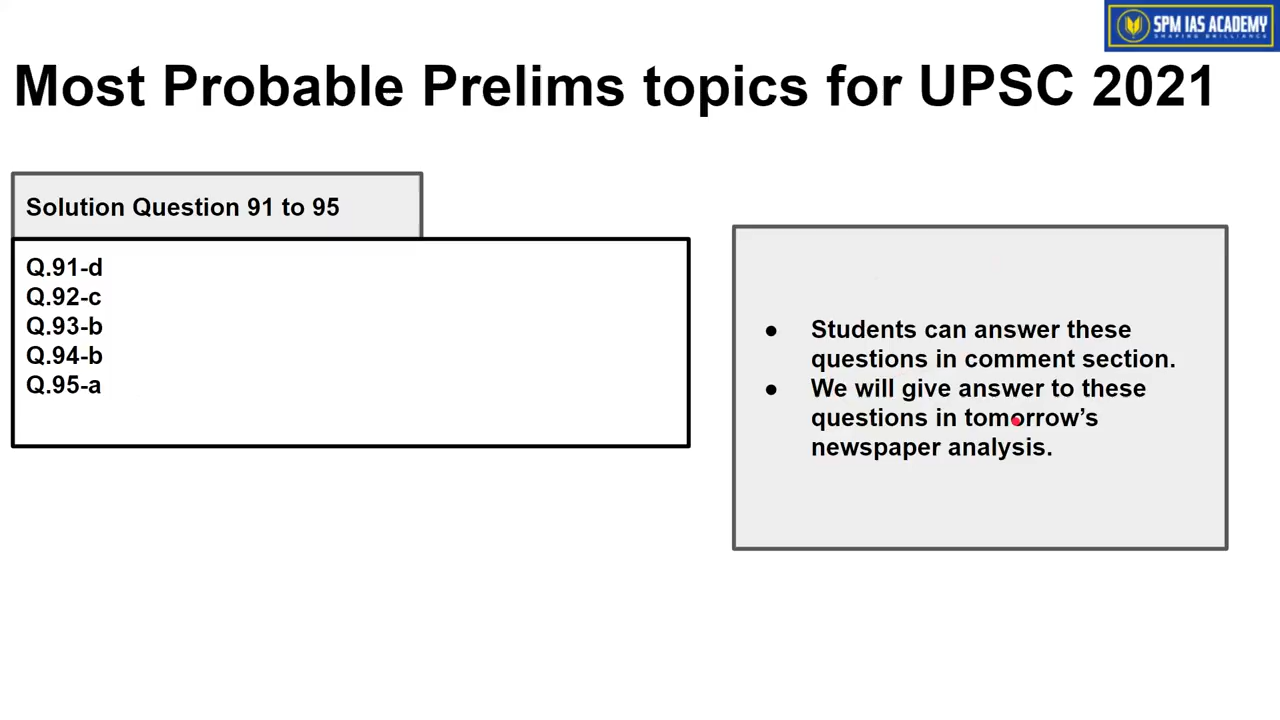 SPM IAS ACADEMY
SHAPING BRILLIANCE
Most Probable Prelims topics for UPSC 2021
Solution Question 91 to 95
Q.91-d
Q.92-c
Q.93-b
Q.94-b
Q.95-a
● Students can answer these
questions in comment section.
● We will give answer to these
questions in tomorrow’s
newspaper analysis.